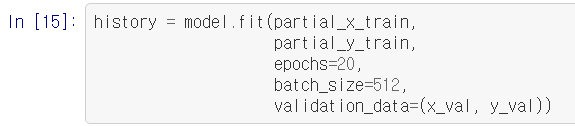 In [15]: history = model.fit(partial_x_train,
partial_y_train,
epochs=20,
batch_size=512,
validation_data=(x_val, y_val))